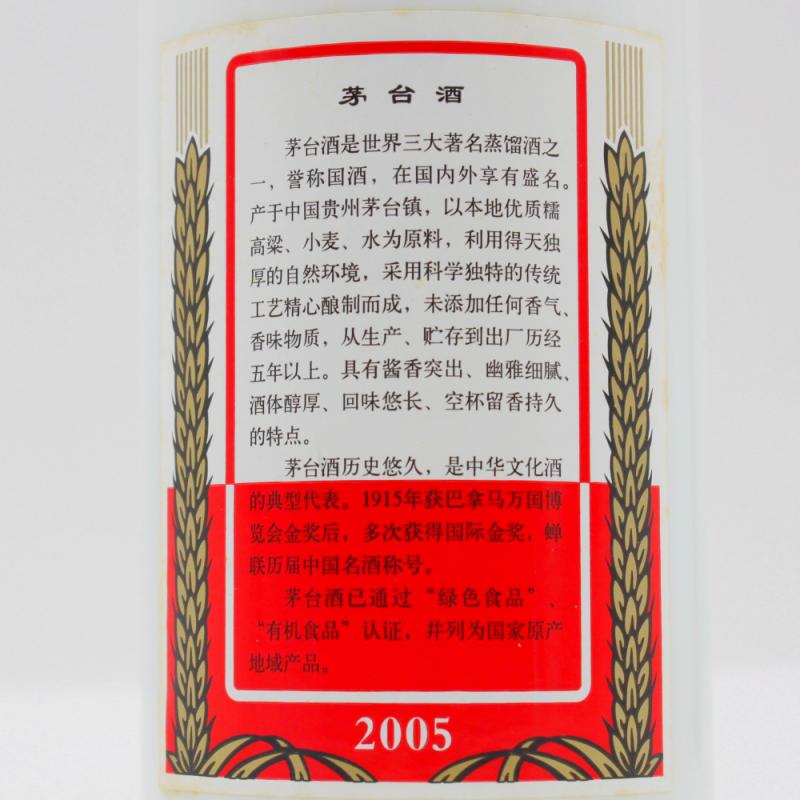 茅台酒
茅台酒是世界三大著名蒸馏酒之
一，誉称国酒，在国内外享有盛名。
产于中国贵州茅台镇，以本地优质糯
高粱、小麦、水为原料，利用得天独
厚的自然环境，采用科学独特的传统
工艺精心酿制而成，未添加任何香气、
香味物质，从生产、贮存到出厂历经
五年以上。具有酱香突出、幽雅细腻、
酒体醇厚、回味悠长、空杯留香持久
的特点。
茅台酒历史悠久，是中华文化酒
的典型代表。1915年获巴拿马万国博
览会金奖后，多次获得国际金奖，蝉
联历届中国名酒称号。
茅台酒已通过“绿色食品”、
“有机食品”认证，并列为国家原产
地域产品。
2005